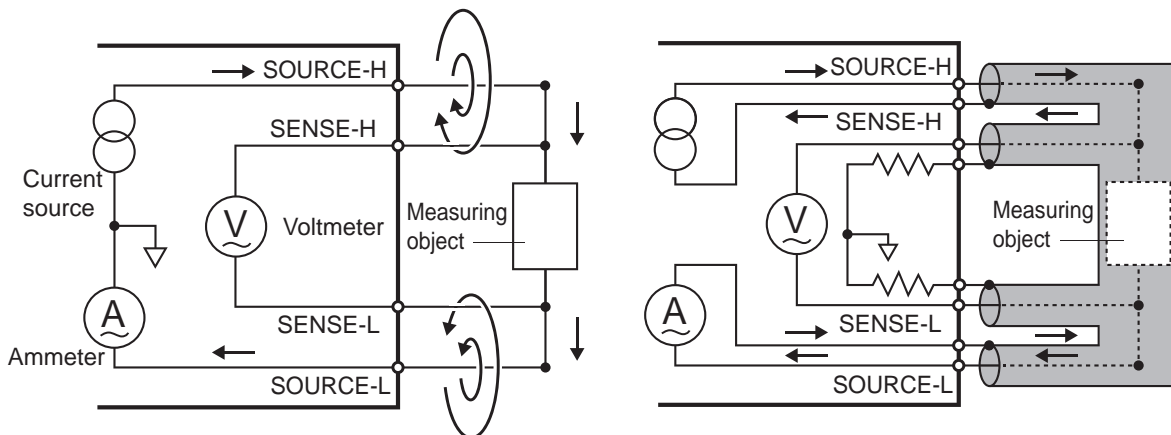 SOURCE-H
SENSE-H
Current
source
V
Voltmeter
Measuring
object
A
Ammeter
SENSE-L
SOURCE-L
SOURCE-H
SENSE-H
V
Measuring
object
A
SENSE-L
SOURCE-L